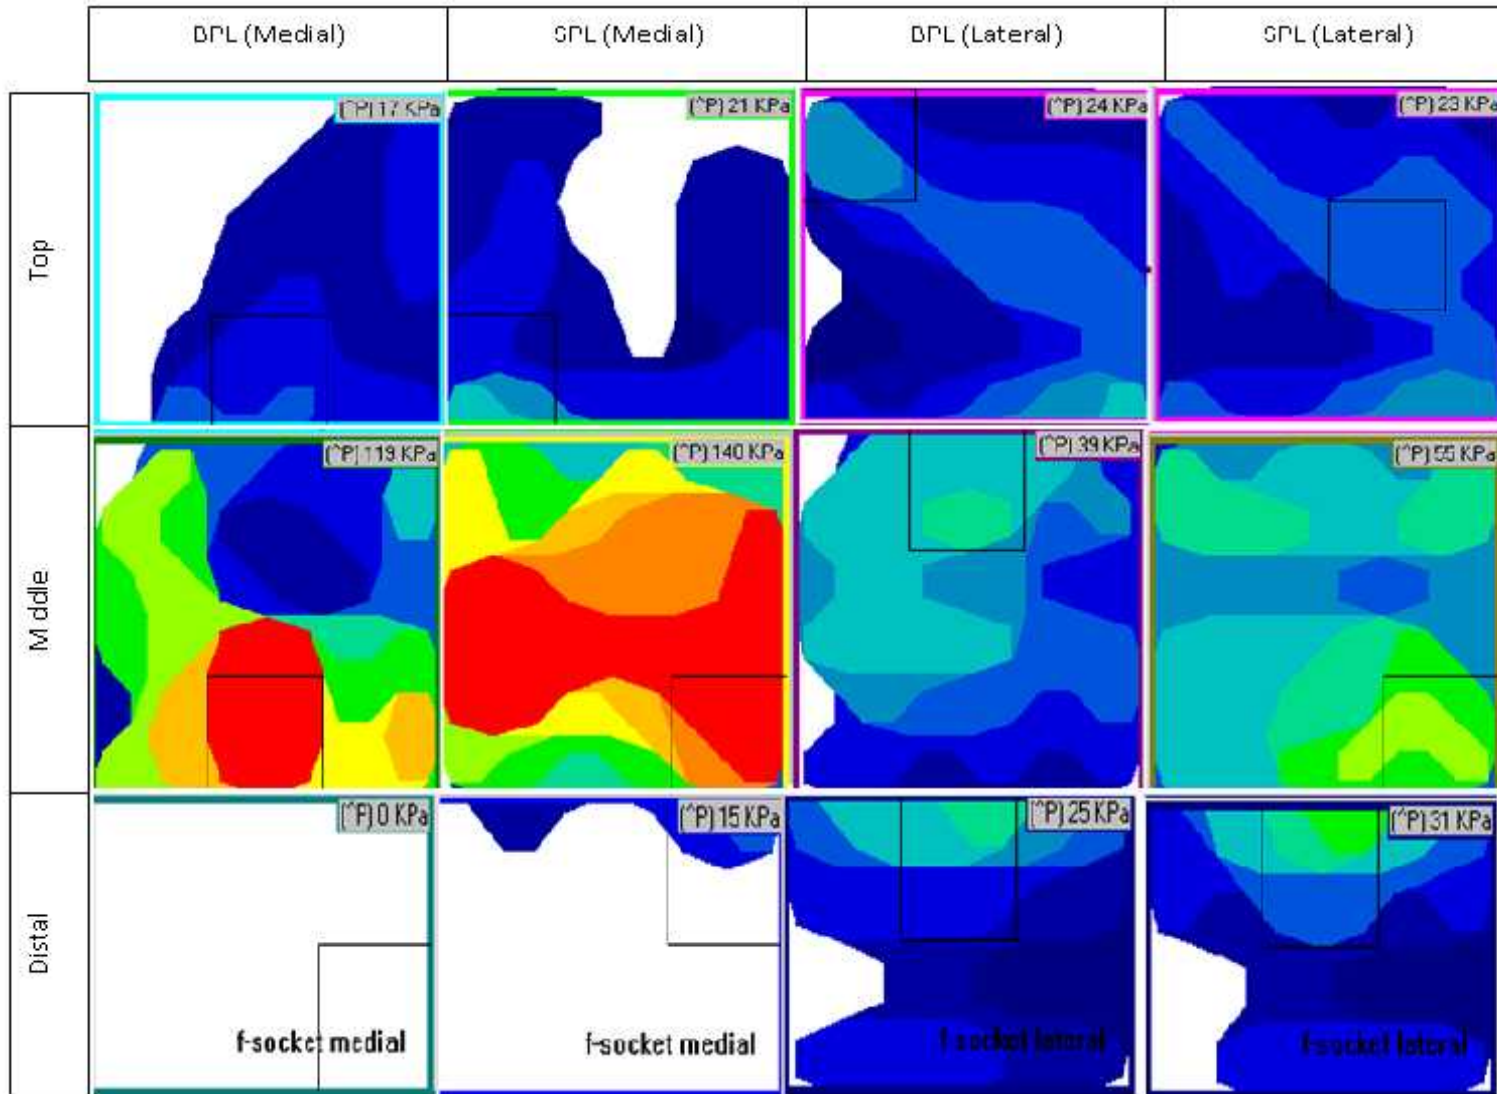 BPL (Medial)
SPL (Medial)
BPL (Lateral)
SPL (Lateral)
Top
(^P) 17 KPa
(^P) 21 KPa
(^P) 24 KPa
(^P) 23 KPa
Middle
(^P) 119 KPa
(^P) 140 KPa
(^P) 39 KPa
(^P) 55 KPa
Distal
(^P) 0 KPa
(^P) 15 KPa
(^P) 25 KPa
(^P) 31 KPa
f-socket medial
f-socket medial
f-socket lateral
f-socket lateral